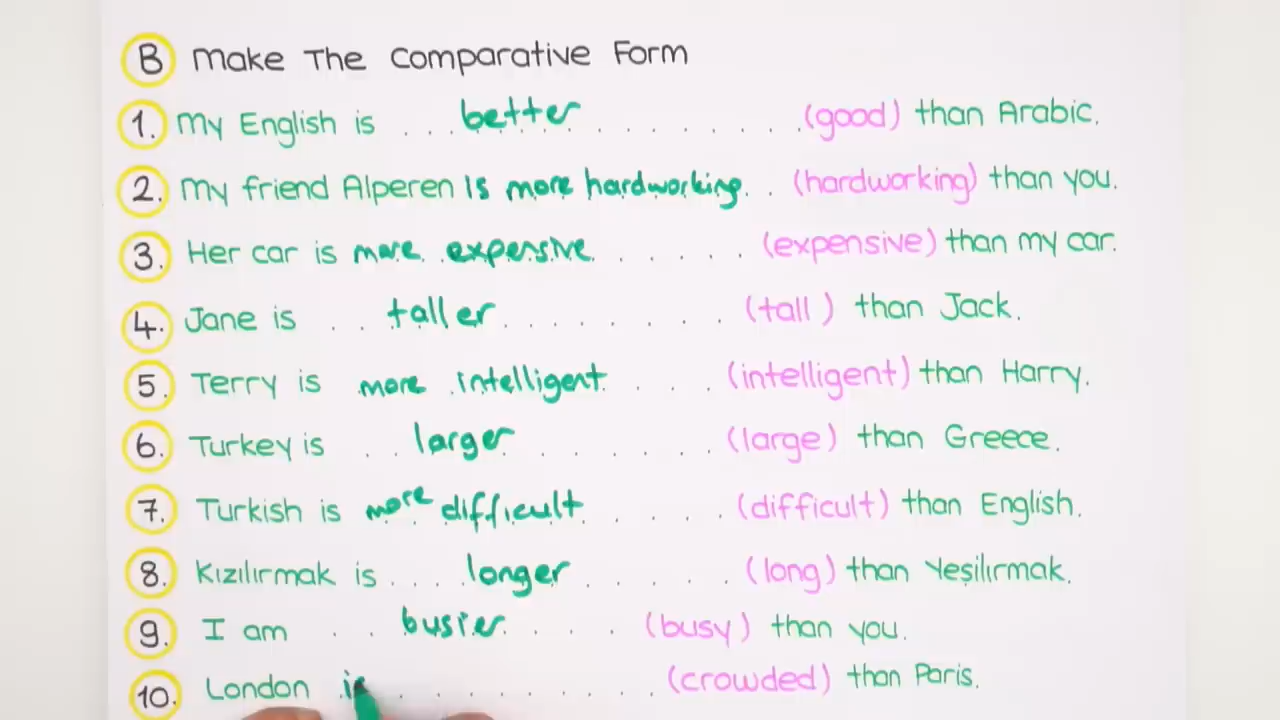 B Make The Comparative Form
1. My English is ... better ......... (good) than Arabic.
2. My friend Alperen is more hardworking. . (hardworking) than you.
3. Her car is more expensive ...... (expensive) than my car.
4. Jane is .. taller ........ (tall) than Jack.
5. Terry is more intelligent .... (intelligent) than Harry.
6. Turkey is .. larger ....... (large) than Greece.
7. Turkish is more difficult ..... (difficult) than English.
8. Kızılırmak is ... longer ...... (long) than Yeşilırmak.
9. I am .. busier .... (busy) than you.
10. London is .......... (crowded) than Paris.